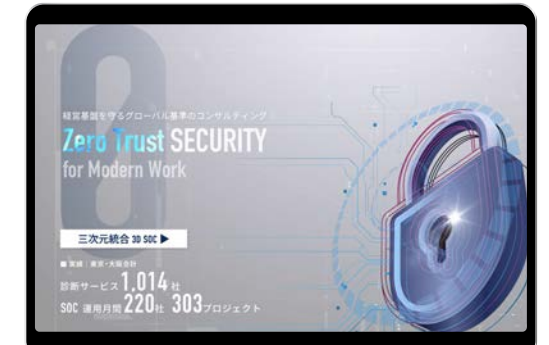 経営基盤を守るグローバル基準のコンサルティング
Zero Trust SECURITY
for Modern Work
三次元統合 3D SOC ▶
■ 実績：東京・大阪合計
診断サービス 1,014 社
SOC 運用月間 220社 303プロジェクト